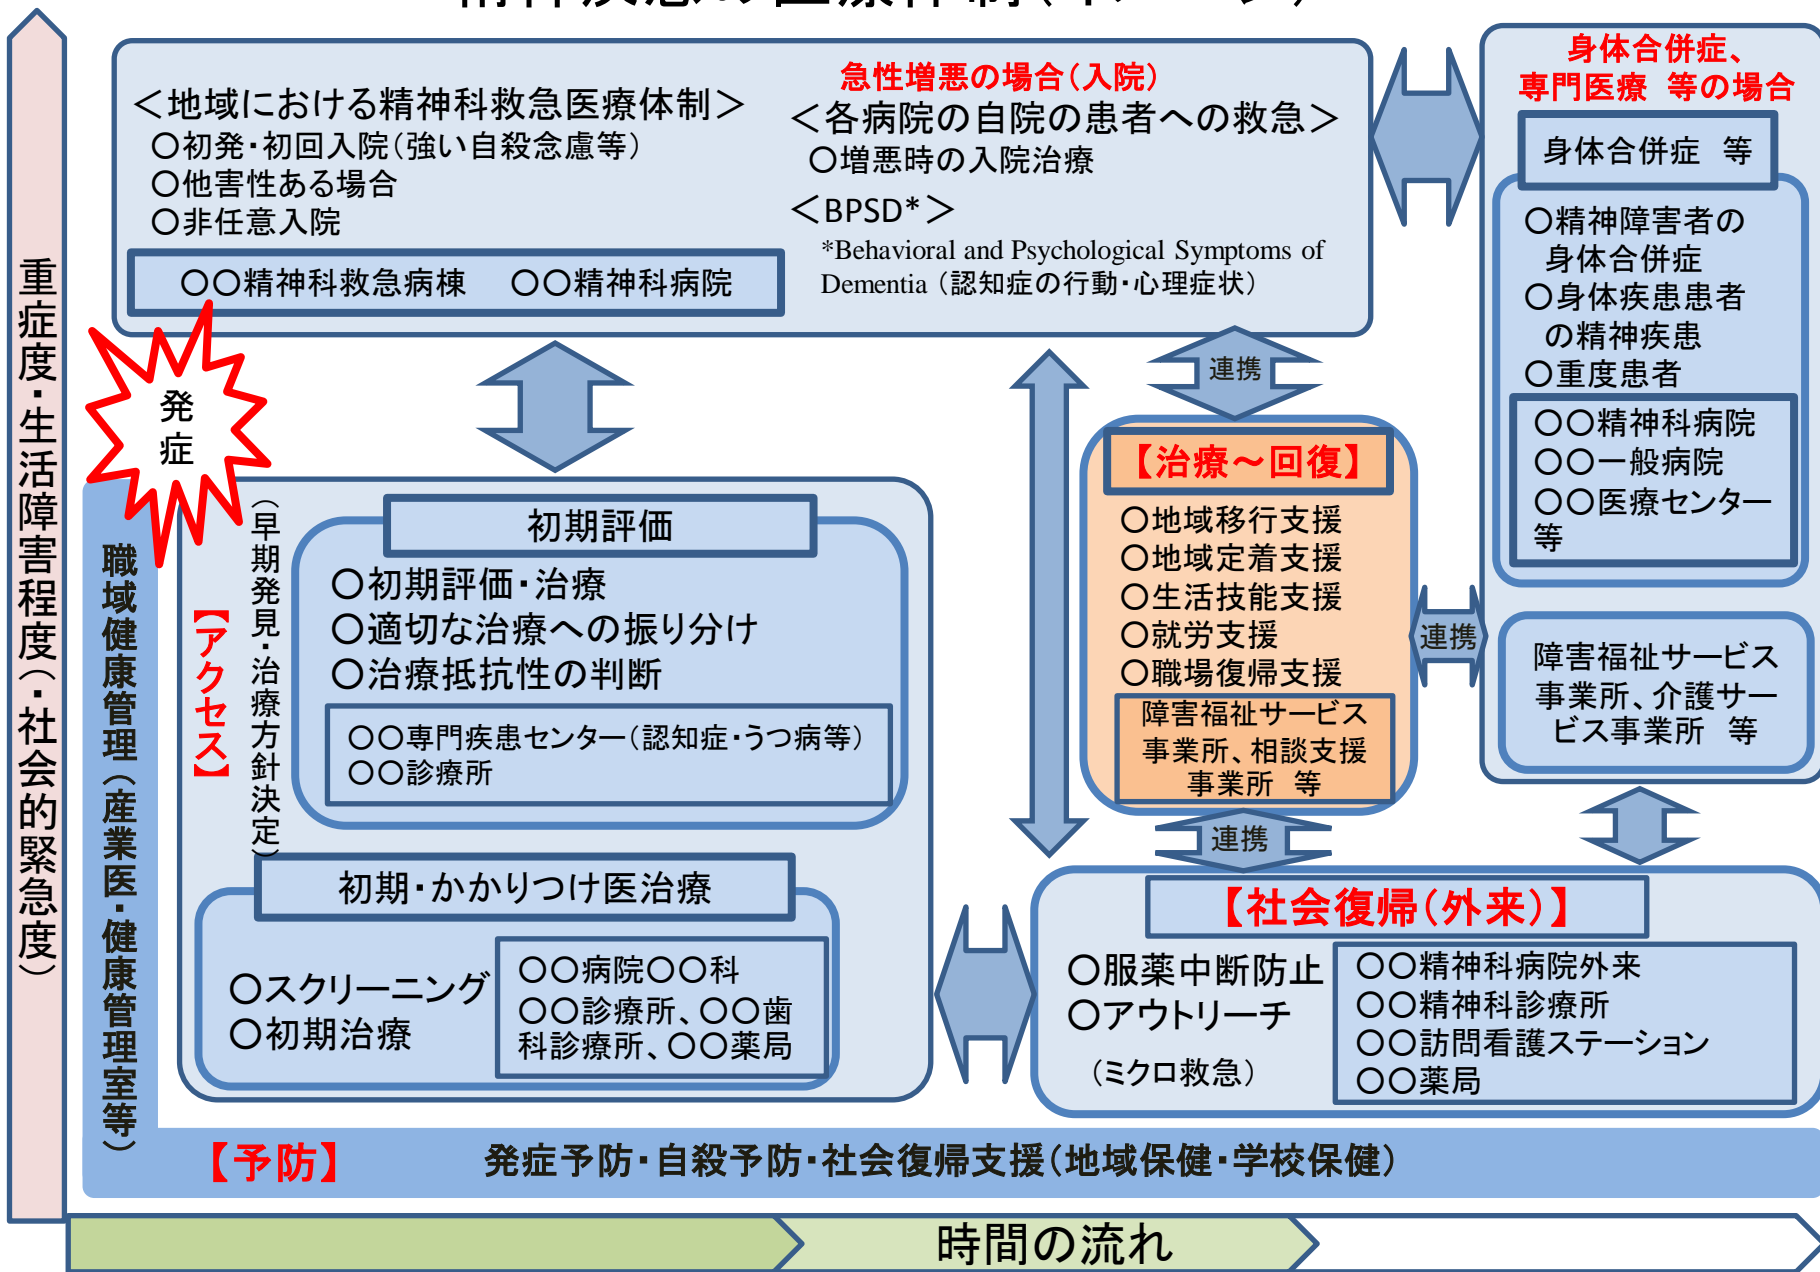 精神疾患の医療体制(イメージ)
重症度・生活障害程度(・社会的緊急度)
<地域における精神科救急医療体制>
○初発・初回入院(強い自殺念慮等)
○他害性ある場合
○非任意入院
○○精神科救急病棟　○○精神科病院
急性増悪の場合(入院)
<各病院の自院の患者への救急>
○増悪時の入院治療
<BPSD*>
*Behavioral and Psychological Symptoms of
Dementia (認知症の行動・心理症状)
身体合併症、
専門医療 等の場合
身体合併症 等
○精神障害者の
身体合併症
○身体疾患患者
の精神疾患
○重度患者
○○精神科病院
○○一般病院
○○医療センター
等
障害福祉サービス
事業所、介護サー
ビス事業所 等
発
症
連携
【治療~回復】
○地域移行支援
○地域定着支援
○生活技能支援
○就労支援
○職場復帰支援
障害福祉サービス
事業所、相談支援
事業所 等
連携
連携
職域健康管理(産業医・健康管理室等)
【アクセス】
(早期発見・治療方針決定)
初期評価
○初期評価・治療
○適切な治療への振り分け
○治療抵抗性の判断
○○専門疾患センター(認知症・うつ病等)
○○診療所
初期・かかりつけ医治療
○スクリーニング
○初期治療
○○病院○○科
○○診療所、○○歯
科診療所、○○薬局
【社会復帰(外来)】
○服薬中断防止
○アウトリーチ
(ミクロ救急)
○○精神科病院外来
○○精神科診療所
○○訪問看護ステーション
○○薬局
【予防】　発症予防・自殺予防・社会復帰支援(地域保健・学校保健)
時間の流れ